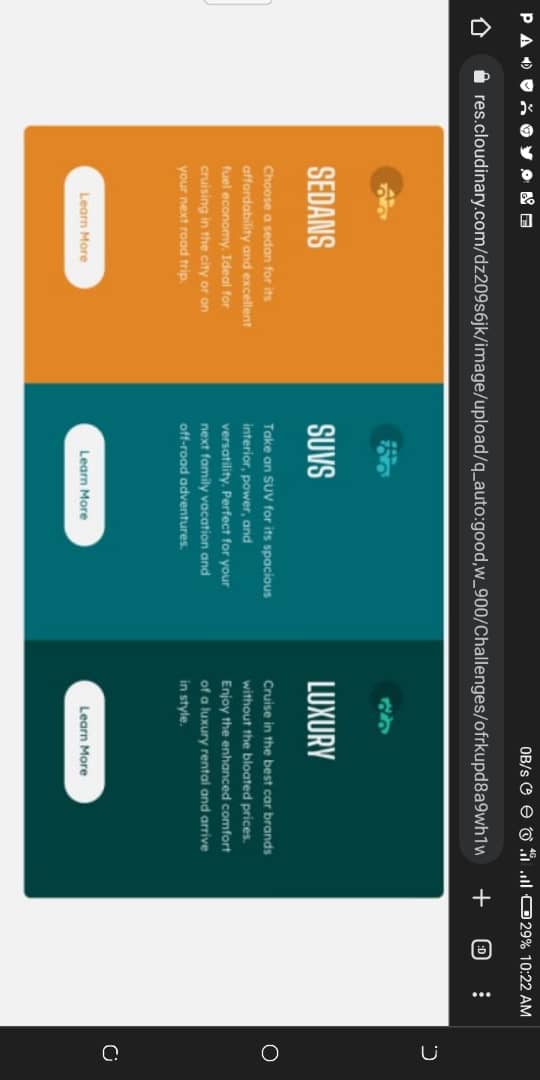 0B/s 4G 29% 10:22 AM
res.cloudinary.com/dz209s6jk/image/upload/q_auto:good,w_900/Challenges/ofrkupd8a9wh1w
:D
SEDANS
Choose a sedan for its
affordability and excellent
fuel economy. Ideal for
cruising in the city or on
your next road trip.
Learn More
SUVS
Take an SUV for its spacious
interior, power, and
versatility. Perfect for your
next family vacation and
off-road adventures.
Learn More
LUXURY
Cruise in the best car brands
without the bloated prices.
Enjoy the enhanced comfort
of a luxury rental and arrive
in style.
Learn More